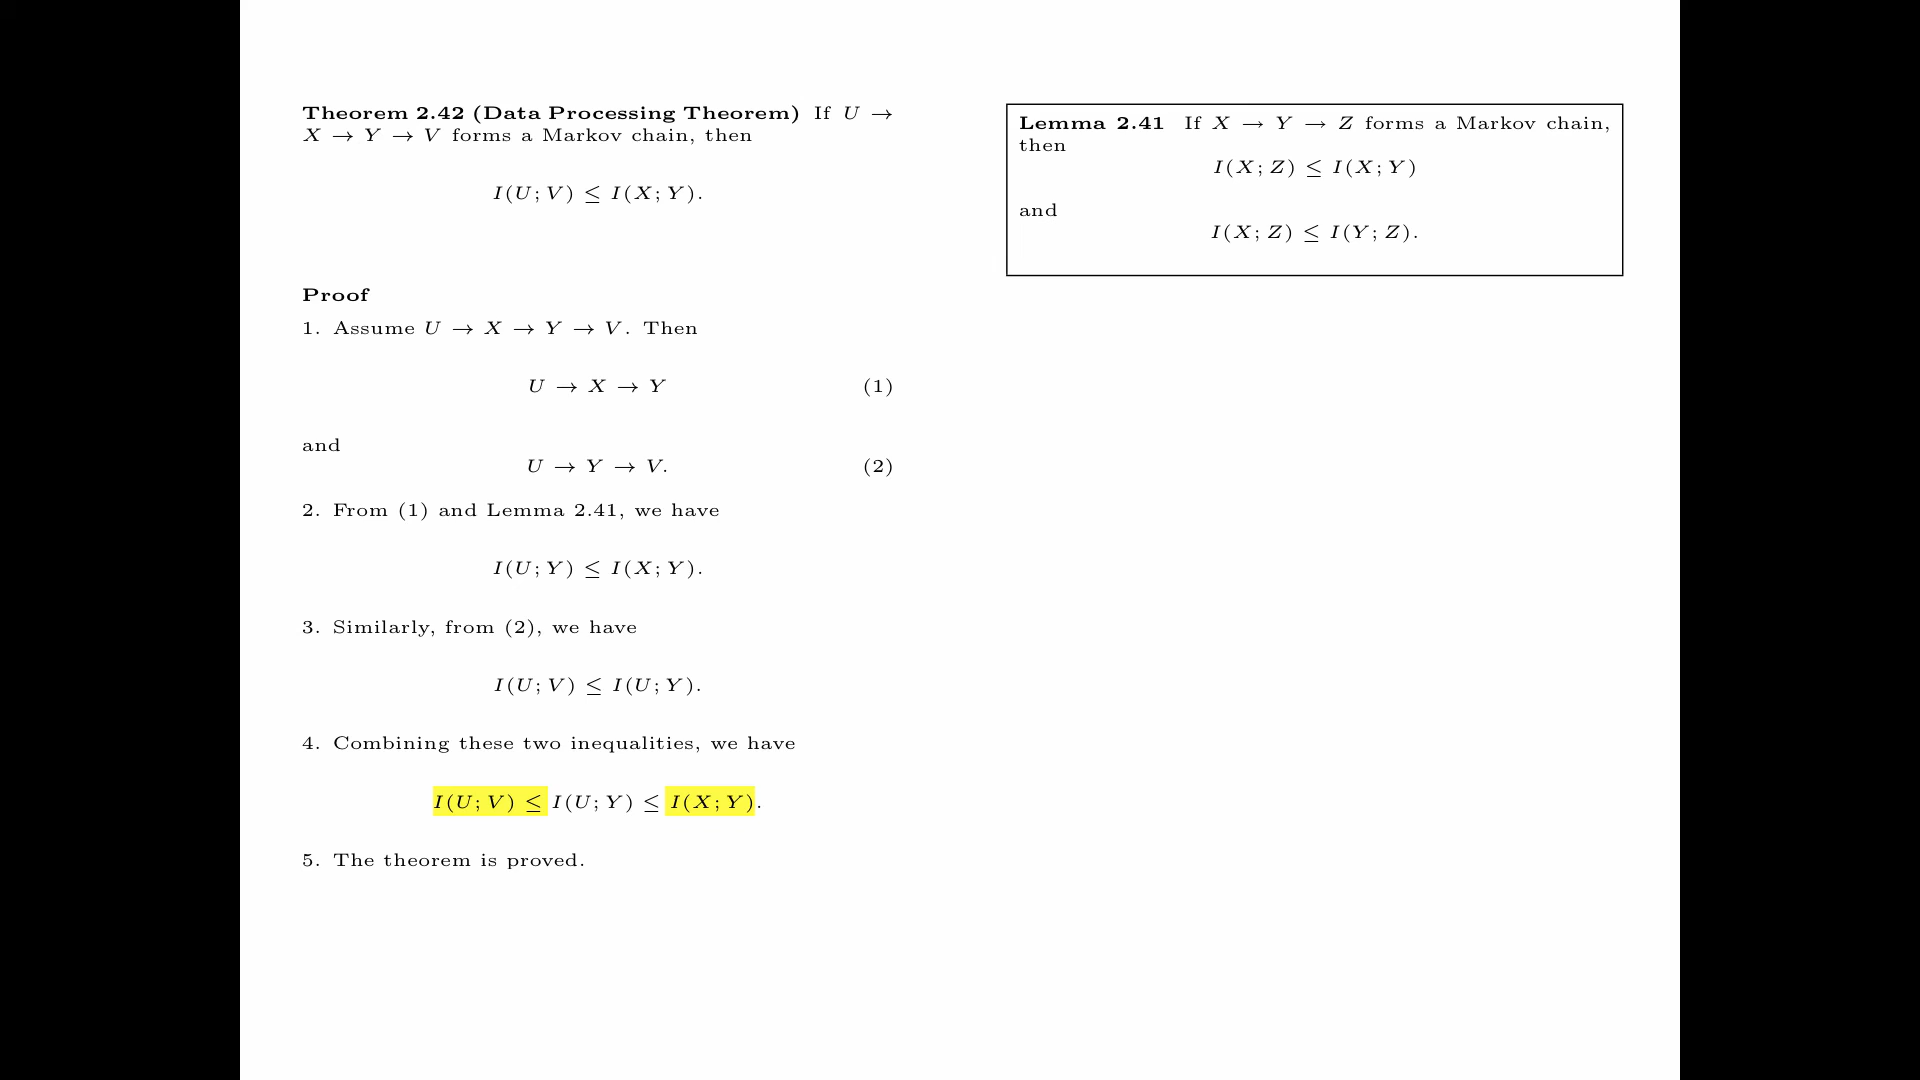 Theorem 2.42 (Data Processing Theorem) If U →
X → Y → V forms a Markov chain, then
I(U; V) ≤ I(X; Y).
Proof
1. Assume U → X → Y → V. Then
U → X → Y (1)
and
U → Y → V. (2)
2. From (1) and Lemma 2.41, we have
I(U; Y) ≤ I(X; Y).
3. Similarly, from (2), we have
I(U; V) ≤ I(U; Y).
4. Combining these two inequalities, we have
I(U; V) ≤ I(U; Y) ≤ I(X; Y).
5. The theorem is proved.
Lemma 2.41 If X → Y → Z forms a Markov chain,
then
I(X; Z) ≤ I(X; Y)
and
I(X; Z) ≤ I(Y; Z).